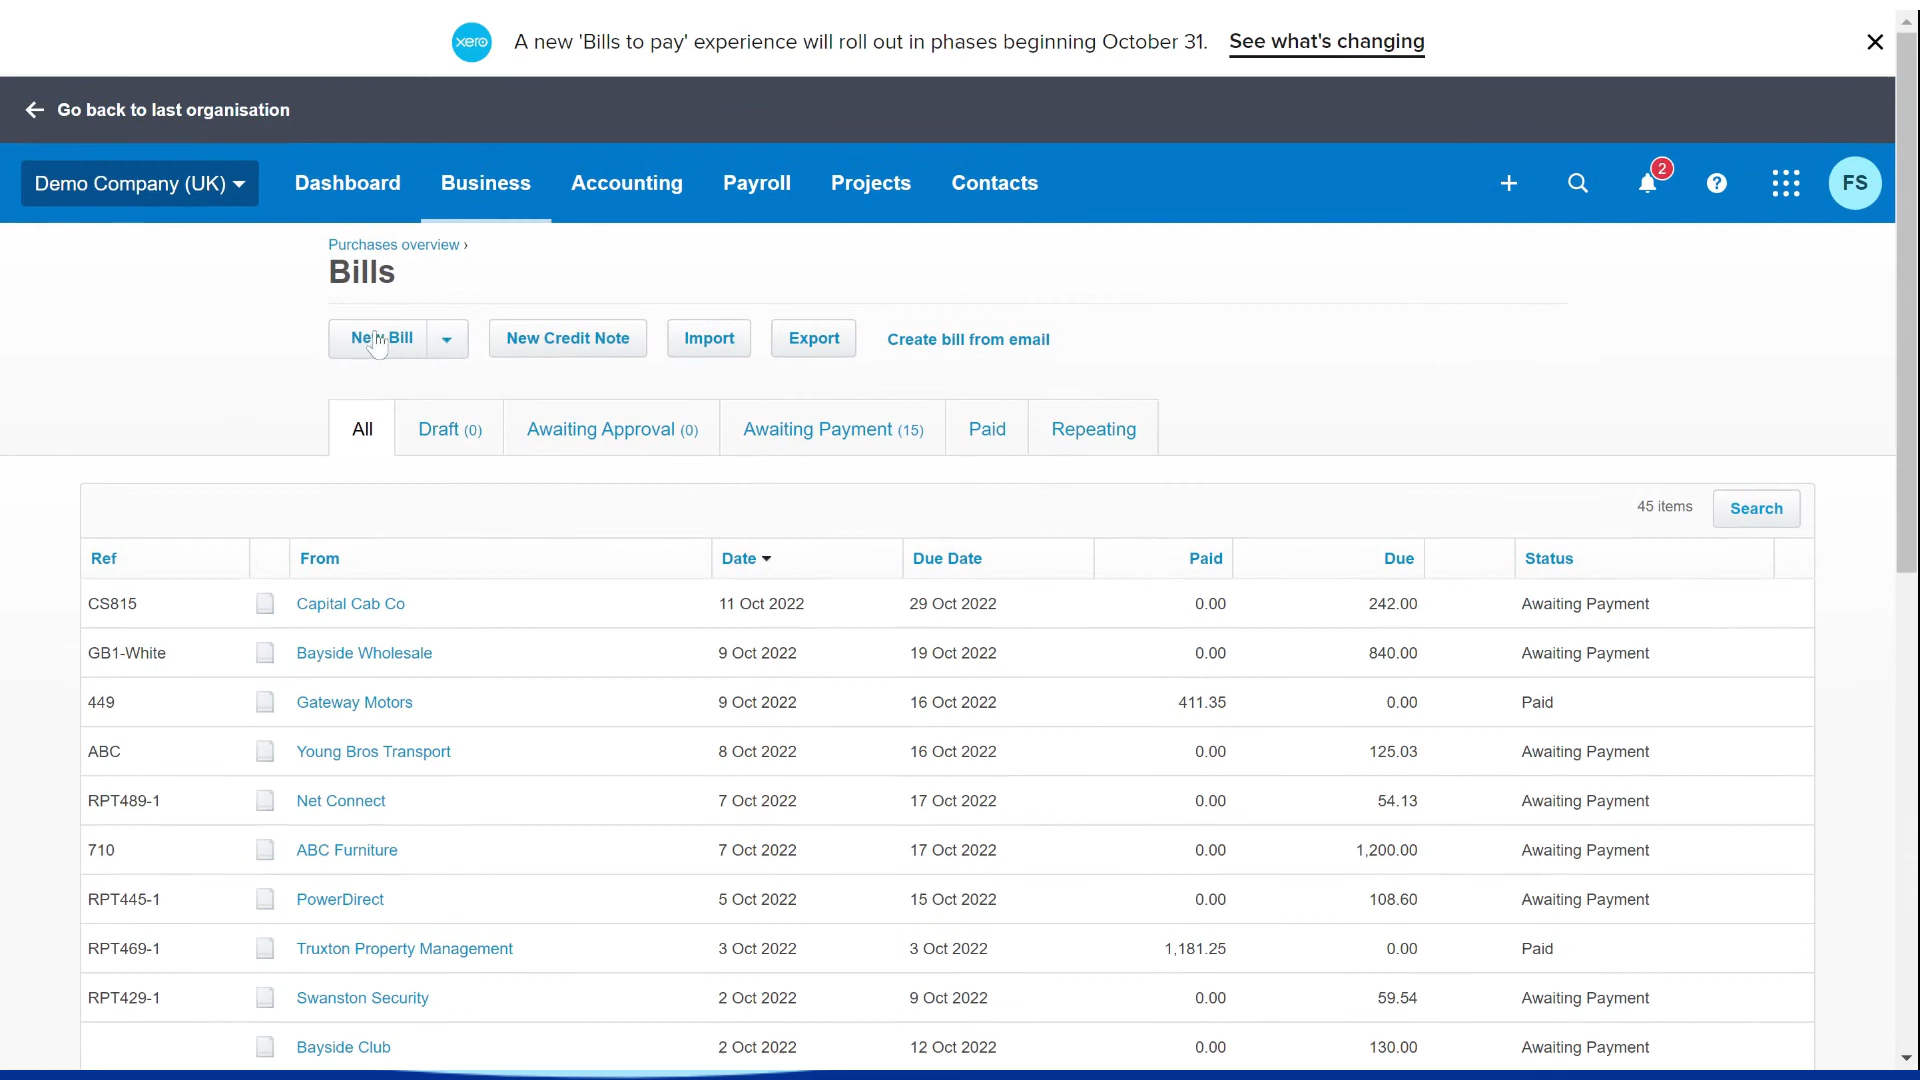 xero A new 'Bills to pay' experience will roll out in phases beginning October 31. See what's changing
Go back to last organisation
Demo Company (UK) Dashboard Business Accounting Payroll Projects Contacts 2 FS
Purchases overview ›
Bills
New Bill New Credit Note Import Export Create bill from email
All Draft (0) Awaiting Approval (0) Awaiting Payment (15) Paid Repeating
45 items Search
Ref From Date Due Date Paid Due Status
CS815 Capital Cab Co 11 Oct 2022 29 Oct 2022 0.00 242.00 Awaiting Payment
GB1-White Bayside Wholesale 9 Oct 2022 19 Oct 2022 0.00 840.00 Awaiting Payment
449 Gateway Motors 9 Oct 2022 16 Oct 2022 411.35 0.00 Paid
ABC Young Bros Transport 8 Oct 2022 16 Oct 2022 0.00 125.03 Awaiting Payment
RPT489-1 Net Connect 7 Oct 2022 17 Oct 2022 0.00 54.13 Awaiting Payment
710 ABC Furniture 7 Oct 2022 17 Oct 2022 0.00 1,200.00 Awaiting Payment
RPT445-1 PowerDirect 5 Oct 2022 15 Oct 2022 0.00 108.60 Awaiting Payment
RPT469-1 Truxton Property Management 3 Oct 2022 3 Oct 2022 1,181.25 0.00 Paid
RPT429-1 Swanston Security 2 Oct 2022 9 Oct 2022 0.00 59.54 Awaiting Payment
Bayside Club 2 Oct 2022 12 Oct 2022 0.00 130.00 Awaiting Payment